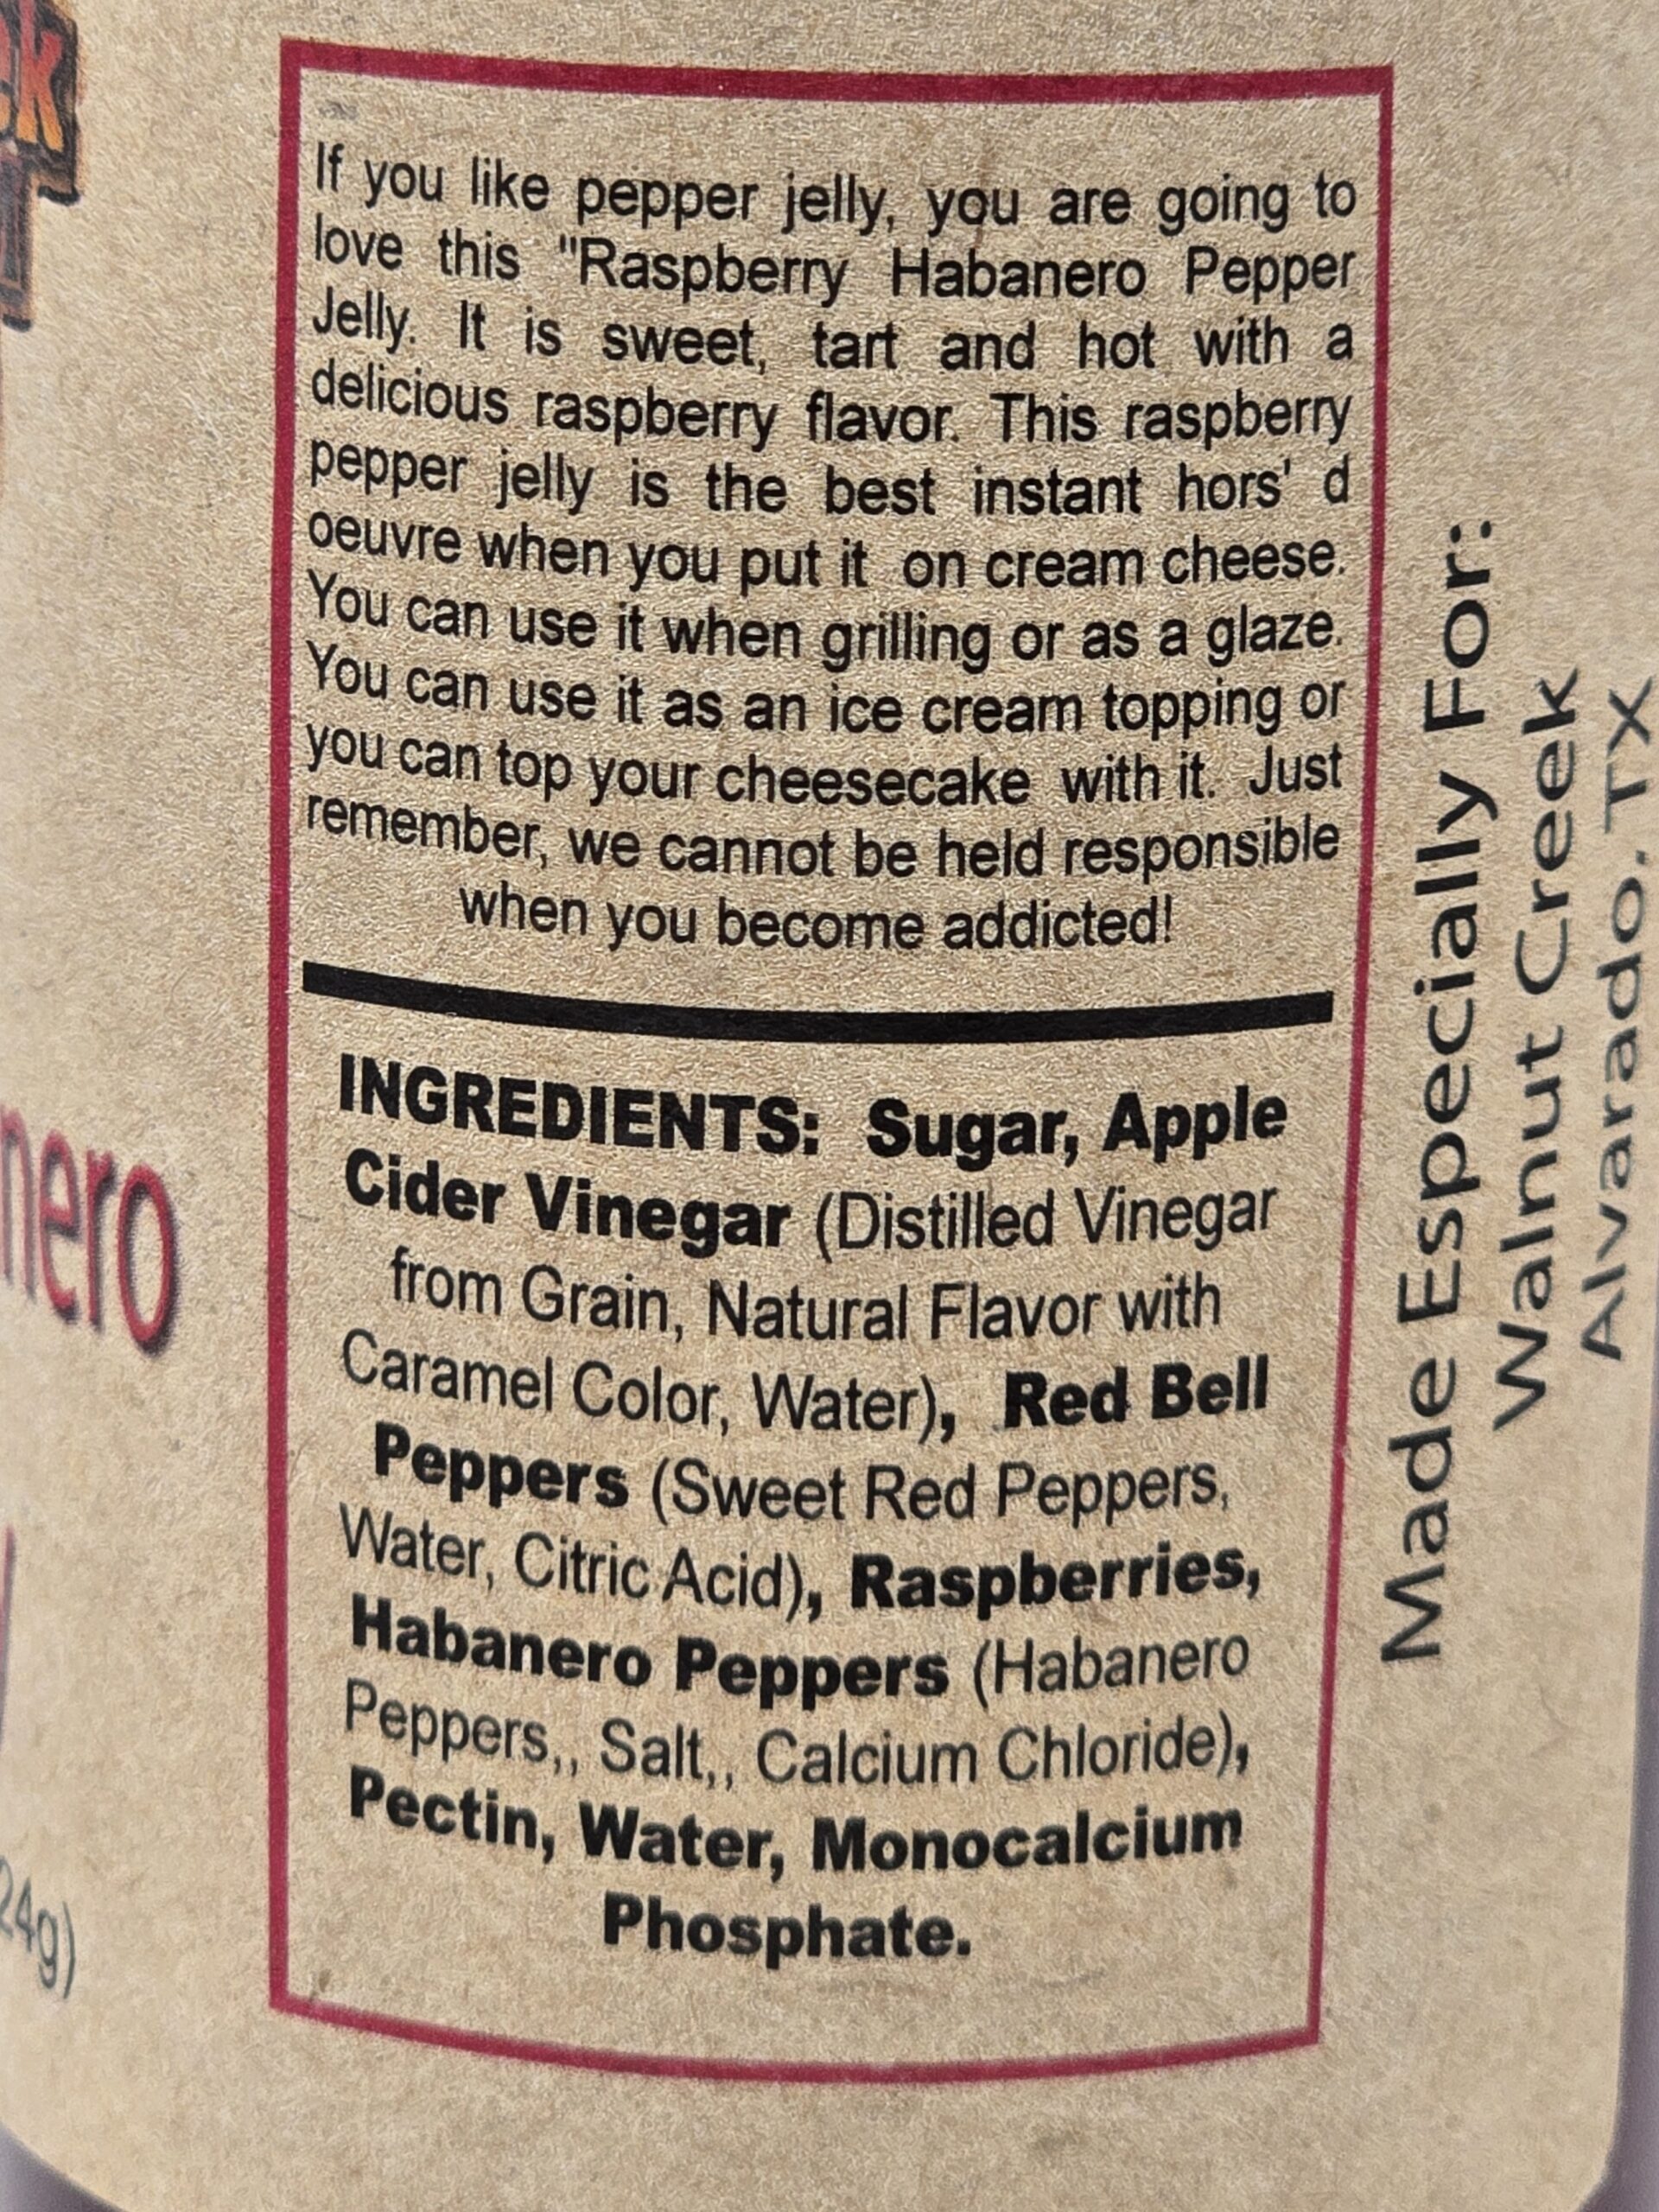 If you like pepper jelly, you are going to
love this "Raspberry Habanero Pepper
Jelly. It is sweet, tart and hot with a
delicious raspberry flavor. This raspberry
pepper jelly is the best instant hors' d
oeuvre when you put it on cream cheese.
You can use it when grilling or as a glaze.
You can use it as an ice cream topping or
you can top your cheesecake with it. Just
remember, we cannot be held responsible
when you become addicted!
INGREDIENTS: Sugar, Apple
Cider Vinegar (Distilled Vinegar
from Grain, Natural Flavor with
Caramel Color, Water), Red Bell
Peppers (Sweet Red Peppers,
Water, Citric Acid), Raspberries,
Habanero Peppers (Habanero
Peppers,, Salt,, Calcium Chloride),
Pectin, Water, Monocalcium
Phosphate.
Made Especially For:
Walnut Creek
Alvarado, TX
nero
24g)